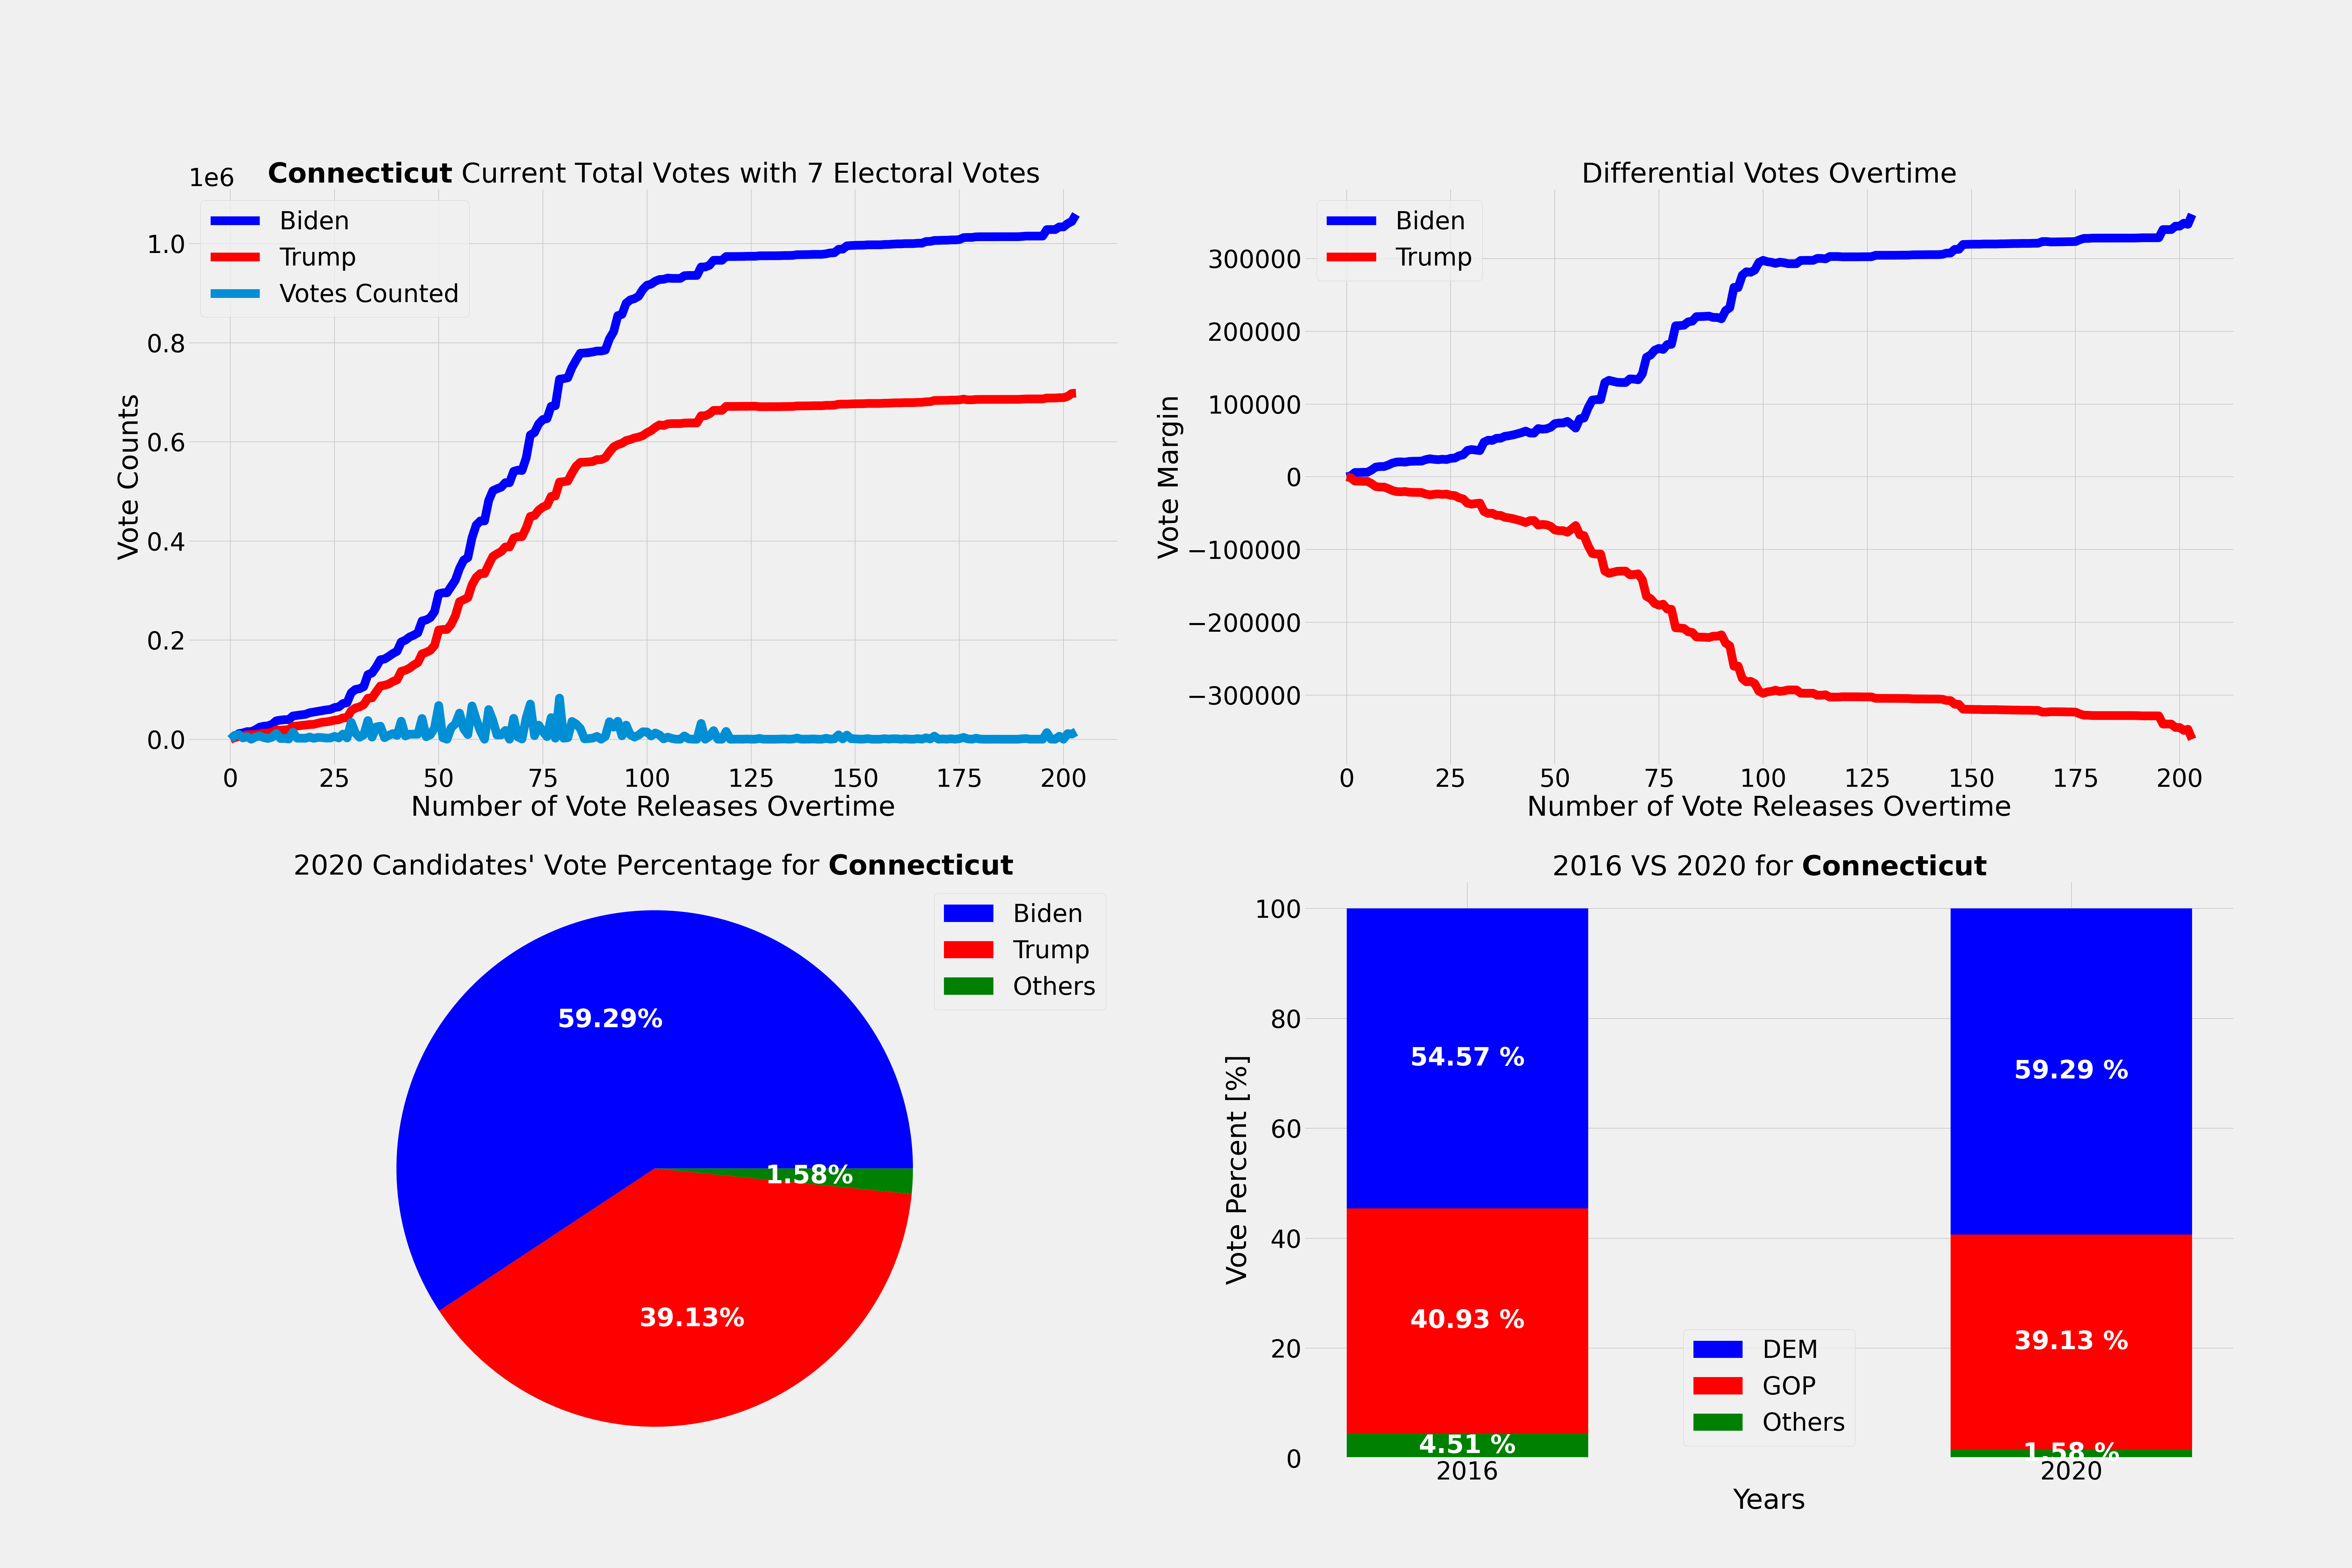 Connecticut Current Total Votes with 7 Electoral Votes
1e6
Biden
Trump
Votes Counted
1.0
0.8
0.6
0.4
0.2
0.0
Vote Counts
0 25 50 75 100 125 150 175 200
Number of Vote Releases Overtime
Differential Votes Overtime
Biden
Trump
300000
200000
100000
0
−100000
−200000
−300000
Vote Margin
0 25 50 75 100 125 150 175 200
Number of Vote Releases Overtime
2020 Candidates' Vote Percentage for Connecticut
Biden
Trump
Others
59.29%
1.58%
39.13%
2016 VS 2020 for Connecticut
100
80
60
40
20
0
Vote Percent [%]
54.57 %
59.29 %
40.93 %
39.13 %
4.51 %
1.58 %
DEM
GOP
Others
2016 2020
Years